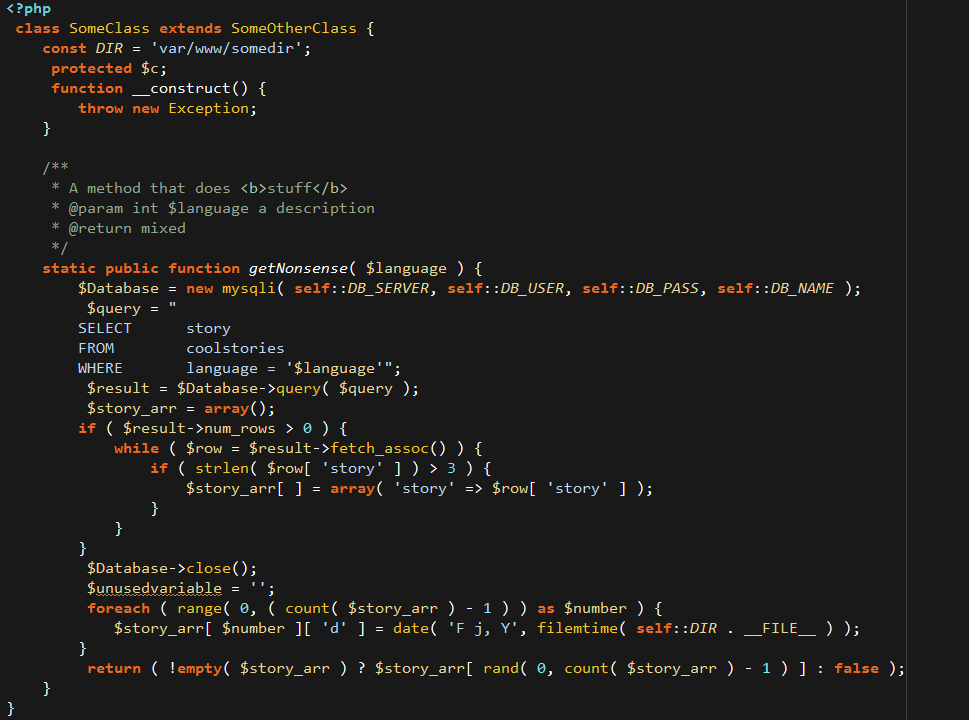 <?php
 class SomeClass extends SomeOtherClass {
    const DIR = 'var/www/somedir';
     protected $c;
     function __construct() {
        throw new Exception;
    }

    /**
     * A method that does <b>stuff</b>
     * @param int $language a description
     * @return mixed
     */
    static public function getNonsense( $language ) {
        $Database = new mysqli( self::DB_SERVER, self::DB_USER, self::DB_PASS, self::DB_NAME );
         $query = "
        SELECT      story
        FROM        coolstories
        WHERE       language = '$language'";
         $result = $Database->query( $query );
         $story_arr = array();
        if ( $result->num_rows > 0 ) {
            while ( $row = $result->fetch_assoc() ) {
                if ( strlen( $row[ 'story' ] ) > 3 ) {
                    $story_arr[ ] = array( 'story' => $row[ 'story' ] );
                }
            }
        }
         $Database->close();
         $unusedvariable = '';
         foreach ( range( 0, ( count( $story_arr ) - 1 ) ) as $number ) {
            $story_arr[ $number ][ 'd' ] = date( 'F j, Y', filemtime( self::DIR . __FILE__ ) );
        }
         return ( !empty( $story_arr ) ? $story_arr[ rand( 0, count( $story_arr ) - 1 ) ] : false );
    }
}